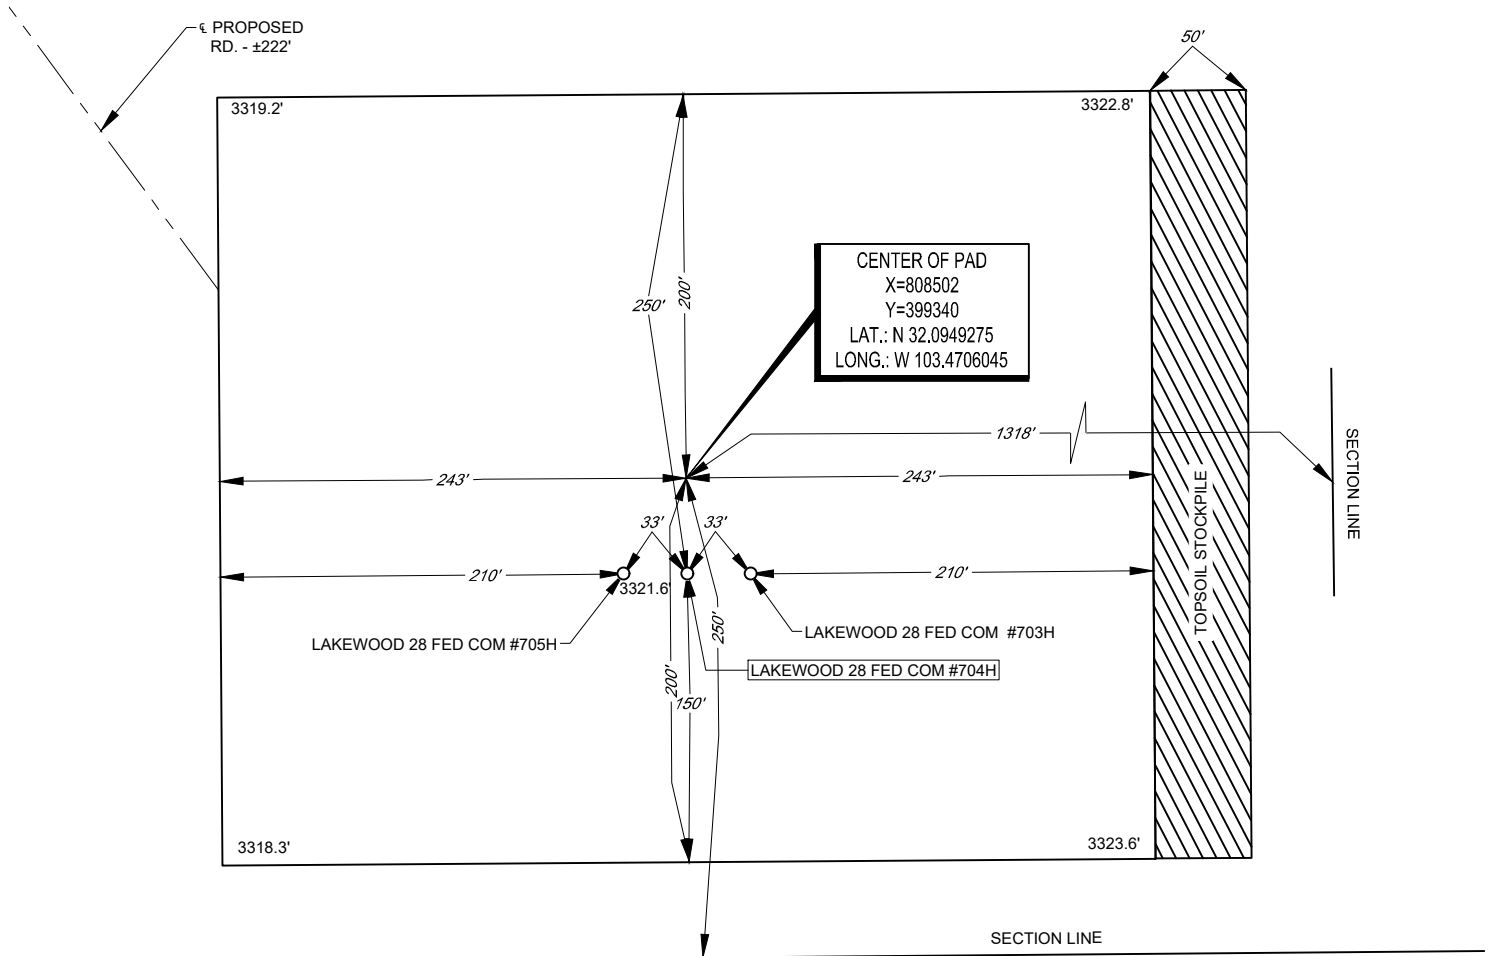 ℄ PROPOSED
RD. - ±222'
50'
3319.2'
3322.8'
250'
200'
CENTER OF PAD
X=808502
Y=399340
LAT.: N 32.0949275
LONG.: W 103.4706045
1318'
SECTION LINE
243'
243'
TOPSOIL STOCKPILE
33'
33'
210'
210'
3321.6'
250'
LAKEWOOD 28 FED COM #705H
LAKEWOOD 28 FED COM #703H
LAKEWOOD 28 FED COM #704H
200'
150'
3318.3'
3323.6'
SECTION LINE